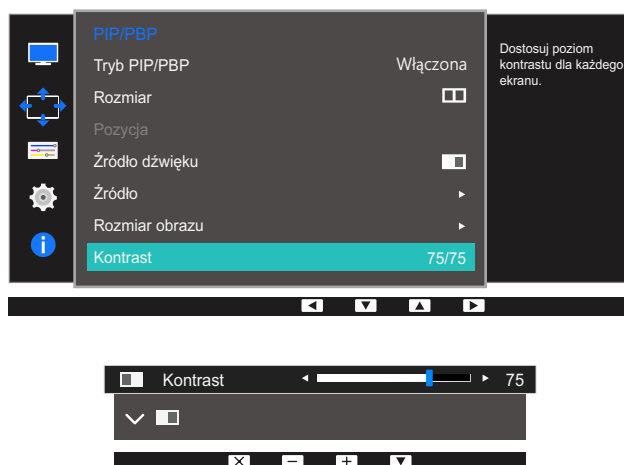 PIP/PBP
Tryb PIP/PBP Włączona
Rozmiar
Pozycja
Źródło dźwięku
Źródło
Rozmiar obrazu
Kontrast 75/75
Dostosuj poziom
kontrastu dla każdego
ekranu.
Kontrast 75